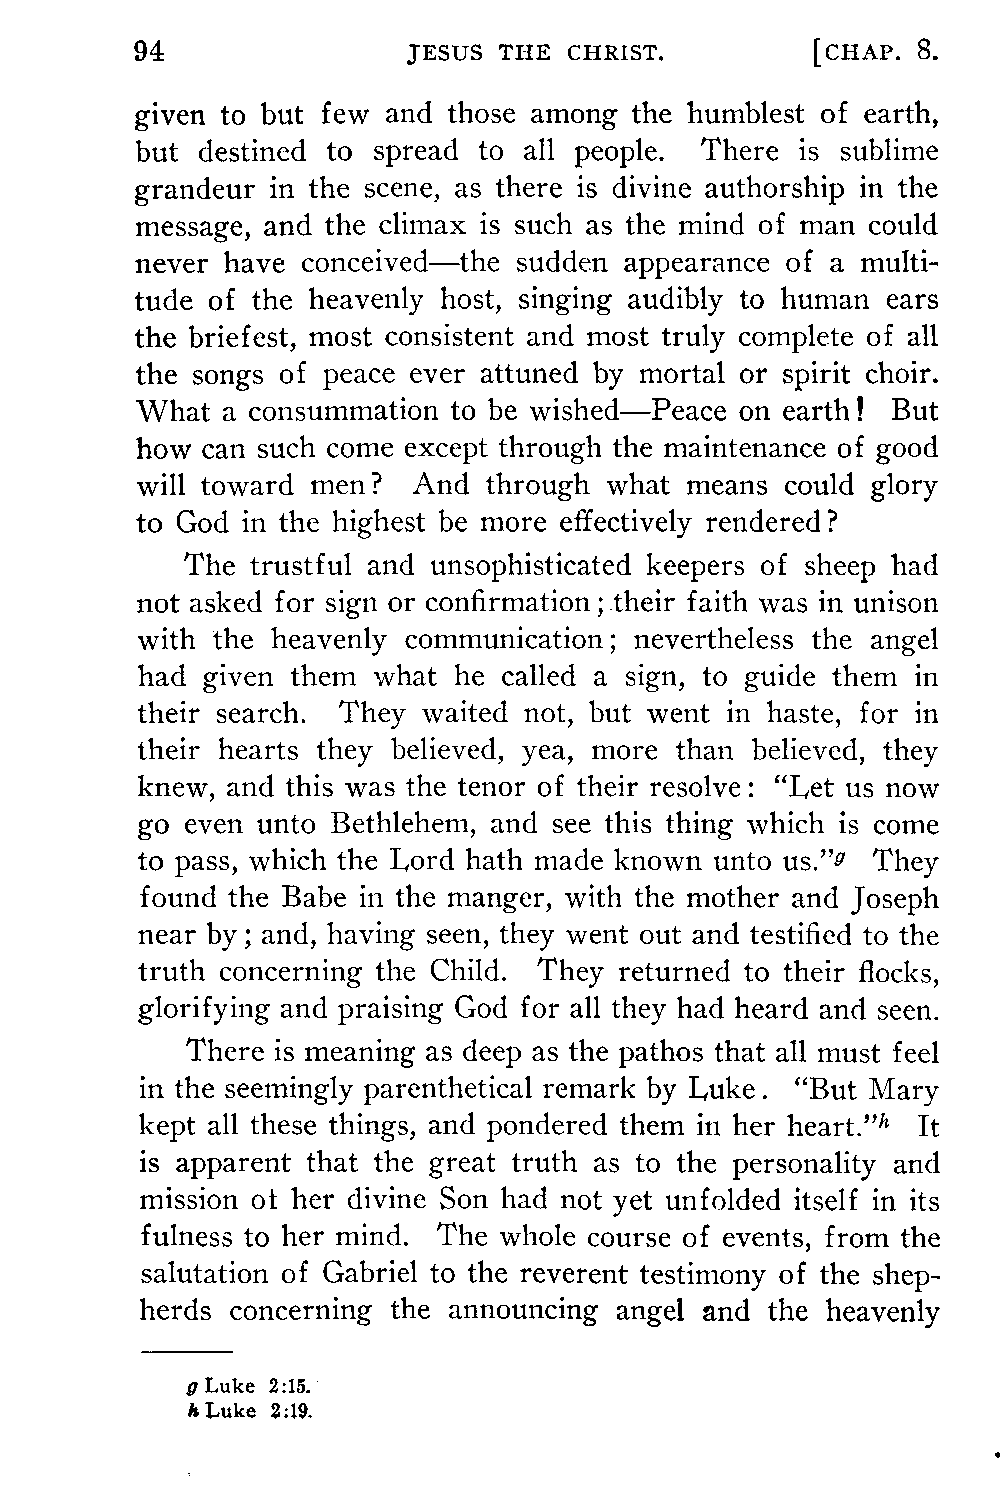 94 JESUS THE CHRIST. [CHAP. 8.
given to but few and those among the humblest of earth,
but destined to spread to all people. There is sublime
grandeur in the scene, as there is divine authorship in the
message, and the climax is such as the mind of man could
never have conceived—the sudden appearance of a multi-
tude of the heavenly host, singing audibly to human ears
the briefest, most consistent and most truly complete of all
the songs of peace ever attuned by mortal or spirit choir.
What a consummation to be wished—Peace on earth! But
how can such come except through the maintenance of good
will toward men? And through what means could glory
to God in the highest be more effectively rendered?
The trustful and unsophisticated keepers of sheep had
not asked for sign or confirmation; their faith was in unison
with the heavenly communication; nevertheless the angel
had given them what he called a sign, to guide them in
their search. They waited not, but went in haste, for in
their hearts they believed, yea, more than believed, they
knew, and this was the tenor of their resolve: “Let us now
go even unto Bethlehem, and see this thing which is come
to pass, which the Lord hath made known unto us.”g They
found the Babe in the manger, with the mother and Joseph
near by; and, having seen, they went out and testified to the
truth concerning the Child. They returned to their flocks,
glorifying and praising God for all they had heard and seen.
There is meaning as deep as the pathos that all must feel
in the seemingly parenthetical remark by Luke. “But Mary
kept all these things, and pondered them in her heart.”h It
is apparent that the great truth as to the personality and
mission of her divine Son had not yet unfolded itself in its
fulness to her mind. The whole course of events, from the
salutation of Gabriel to the reverent testimony of the shep-
herds concerning the announcing angel and the heavenly
g Luke 2:15.
h Luke 2:19.